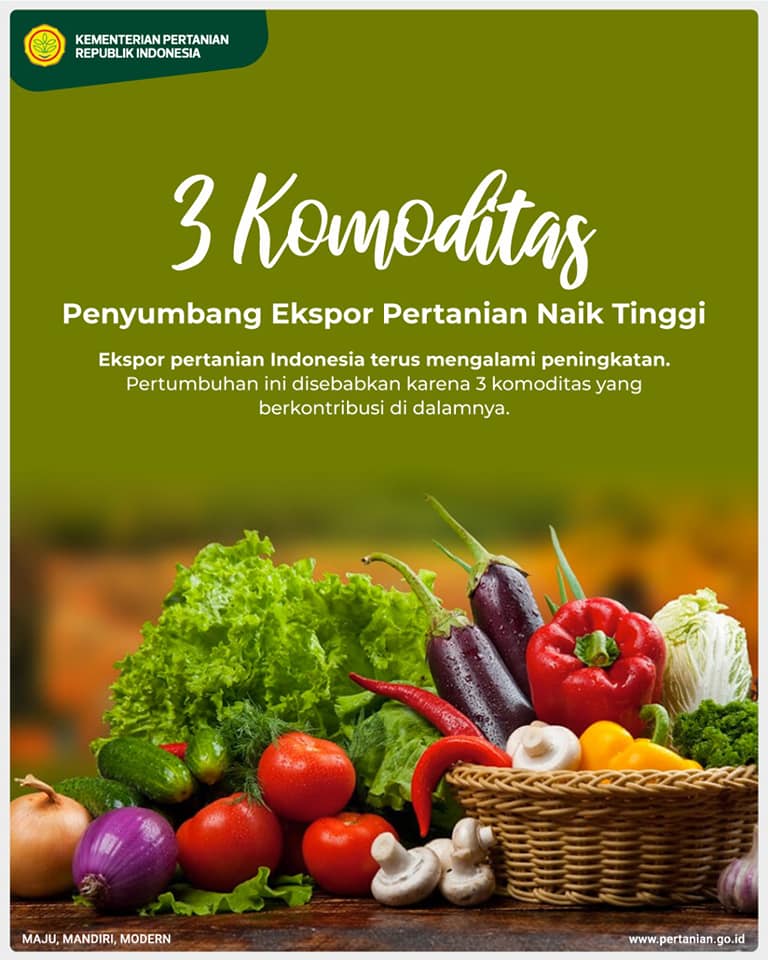 KEMENTERIAN PERTANIAN
REPUBLIK INDONESIA
3 Komoditas
Penyumbang Ekspor Pertanian Naik Tinggi
Ekspor pertanian Indonesia terus mengalami peningkatan.
Pertumbuhan ini disebabkan karena 3 komoditas yang
berkontribusi di dalamnya.
MAJU, MANDIRI, MODERN
www.pertanian.go.id